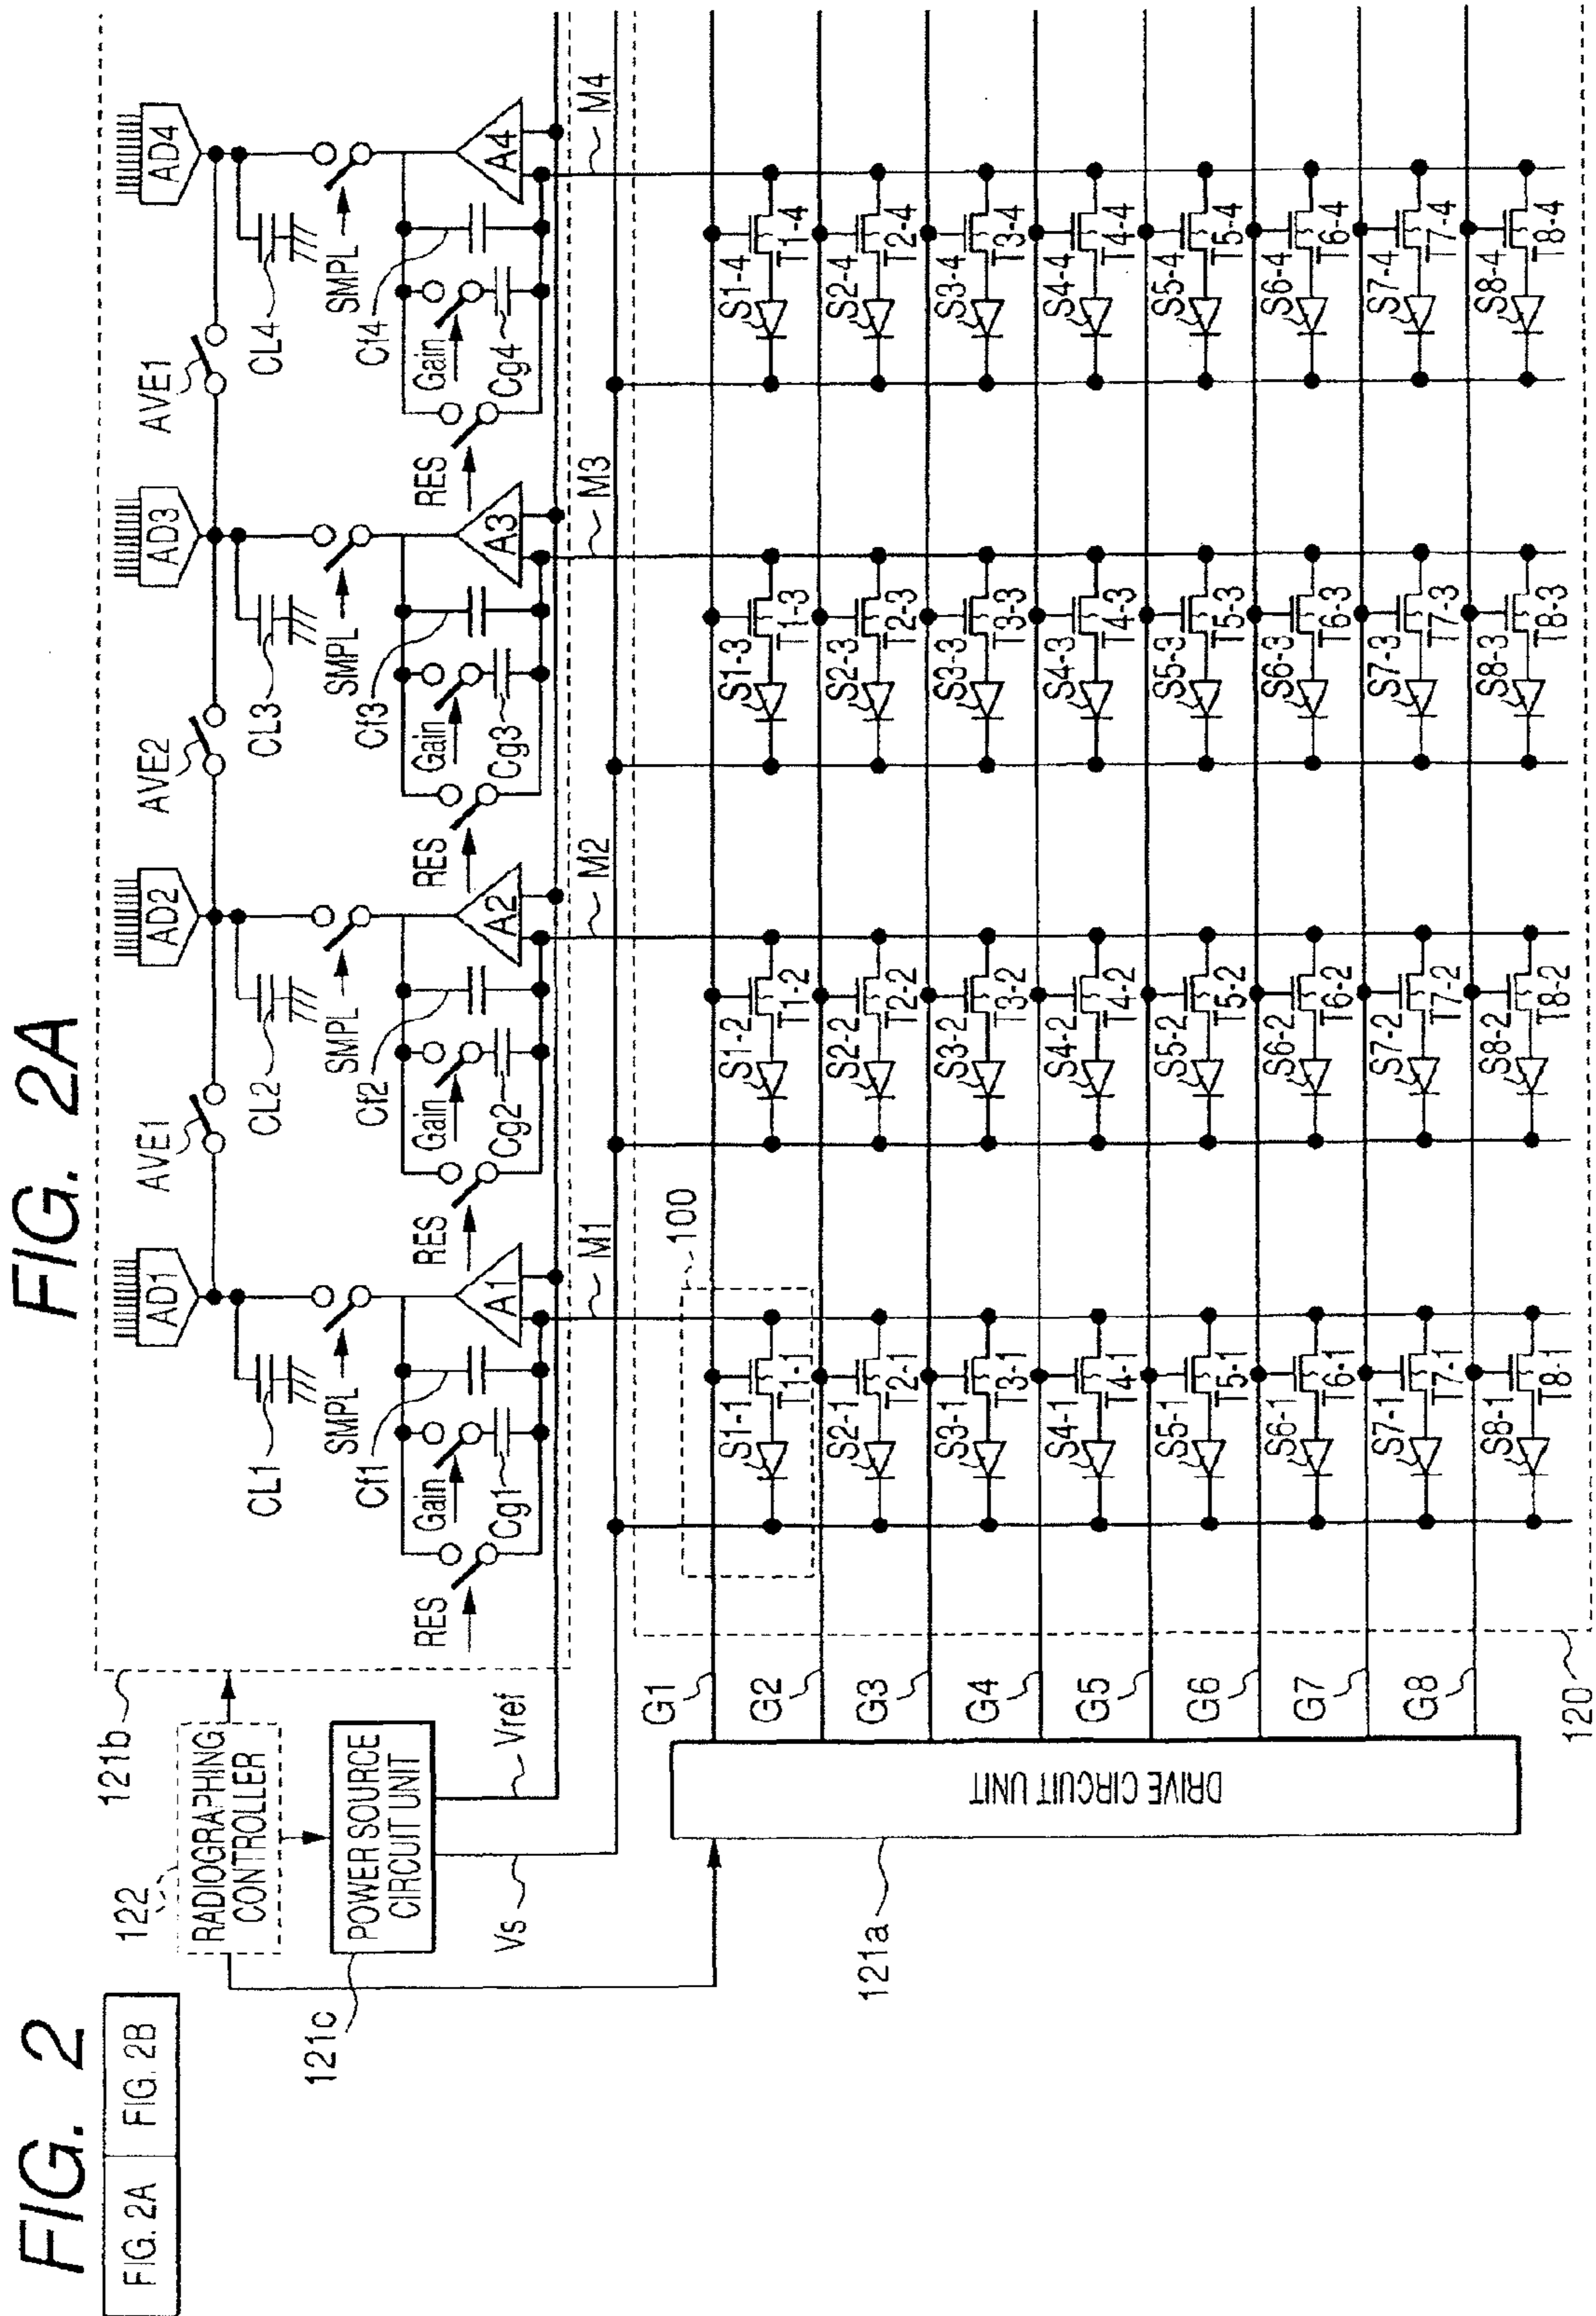 FIG. 2
FIG. 2A FIG. 2B
FIG. 2A
122
RADIOGRAPHING
CONTROLLER
121b
121c
POWER SOURCE
CIRCUIT UNIT
Vs
Vref
121a
DRIVE CIRCUIT UNIT
120
100
AD1 AD2 AD3 AD4
AVE1 AVE2 AVE1
CL1 CL2 CL3 CL4
SMPL SMPL SMPL SMPL
Cf1 Cf2 Cf3 Cf4
Gain Gain Gain Gain
Cg1 Cg2 Cg3 Cg4
RES RES RES RES
A1 A2 A3 A4
M1 M2 M3 M4
G1
S1-1 S1-2 S1-3 S1-4
T1-1 T1-2 T1-3 T1-4
G2
S2-1 S2-2 S2-3 S2-4
T2-1 T2-2 T2-3 T2-4
G3
S3-1 S3-2 S3-3 S3-4
T3-1 T3-2 T3-3 T3-4
G4
S4-1 S4-2 S4-3 S4-4
T4-1 T4-2 T4-3 T4-4
G5
S5-1 S5-2 S5-3 S5-4
T5-1 T5-2 T5-3 T5-4
G6
S6-1 S6-2 S6-3 S6-4
T6-1 T6-2 T6-3 T6-4
G7
S7-1 S7-2 S7-3 S7-4
T7-1 T7-2 T7-3 T7-4
G8
S8-1 S8-2 S8-3 S8-4
T8-1 T8-2 T8-3 T8-4